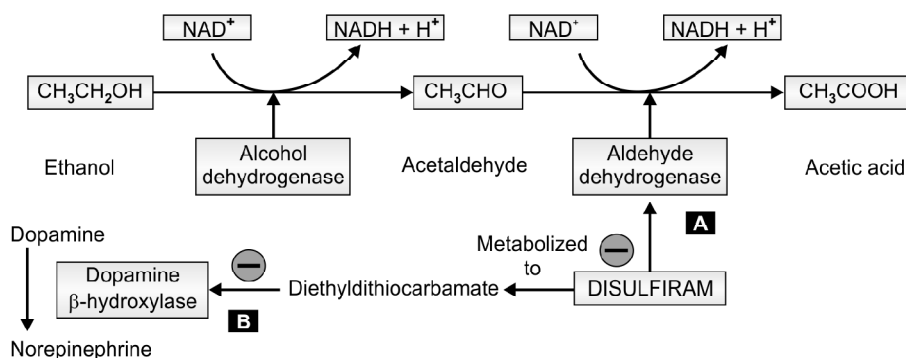 NAD⁺ NADH + H⁺ NAD⁺ NADH + H⁺
CH₃CH₂OH CH₃CHO CH₃COOH
Ethanol Alcohol dehydrogenase Acetaldehyde Aldehyde dehydrogenase Acetic acid
A
Dopamine
Metabolized
to
Dopamine
β-hydroxylase
Diethyldithiocarbamate
DISULFIRAM
B
Norepinephrine